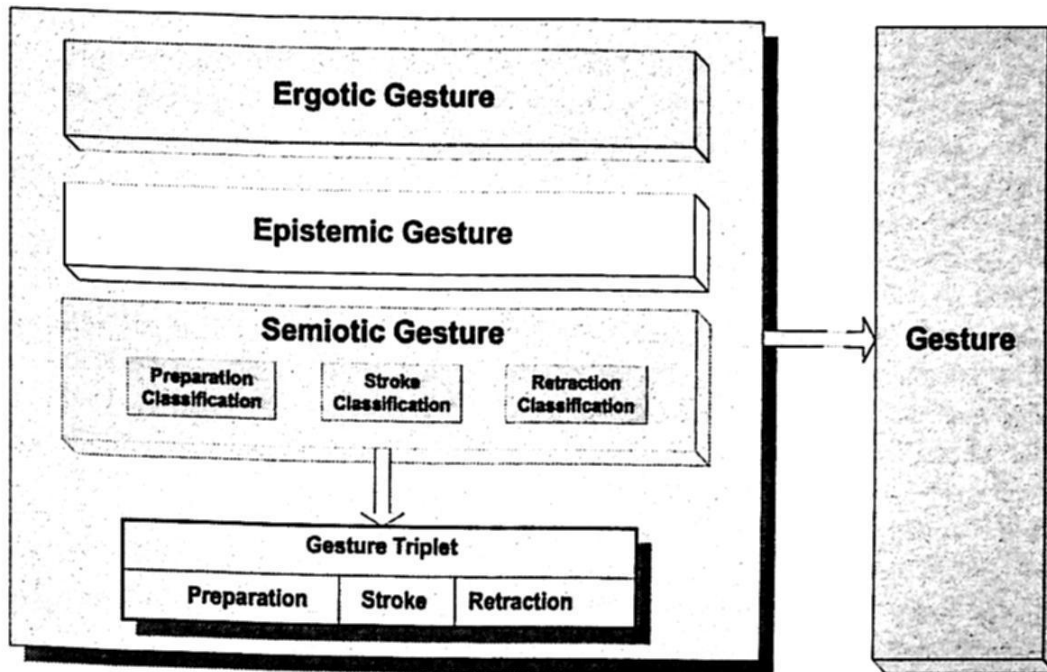 Ergotic Gesture
Epistemic Gesture
Semiotic Gesture
Preparation
Classification
Stroke
Classification
Retraction
Classification
Gesture Triplet
Preparation
Stroke
Retraction
Gesture